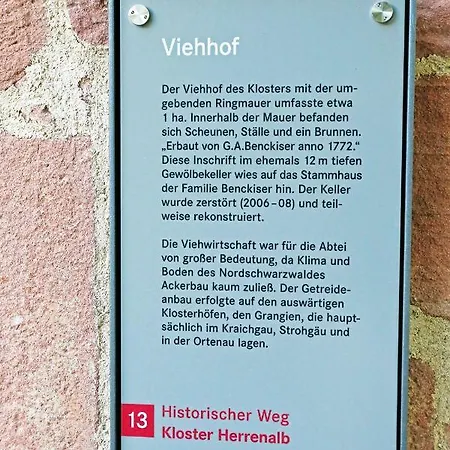 Viehhof
Der Viehhof des Klosters mit der um-
gebenden Ringmauer umfasste etwa
1 ha. Innerhalb der Mauer befanden
sich Scheunen, Ställe und ein Brunnen.
„Erbaut von G.A.Benckiser anno 1772.“
Diese Inschrift im ehemals 12 m tiefen
Gewölbekeller wies auf das Stammhaus
der Familie Benckiser hin. Der Keller
wurde zerstört (2006–08) und teil-
weise rekonstruiert.
Die Viehwirtschaft war für die Abtei
von großer Bedeutung, da Klima und
Boden des Nordschwarzwaldes
Ackerbau kaum zuließ. Der Getreide-
anbau erfolgte auf den auswärtigen
Klosterhöfen, den Grangien, die haupt-
sächlich im Kraichgau, Strohgäu und
in der Ortenau lagen.
13 Historischer Weg
Kloster Herrenalb